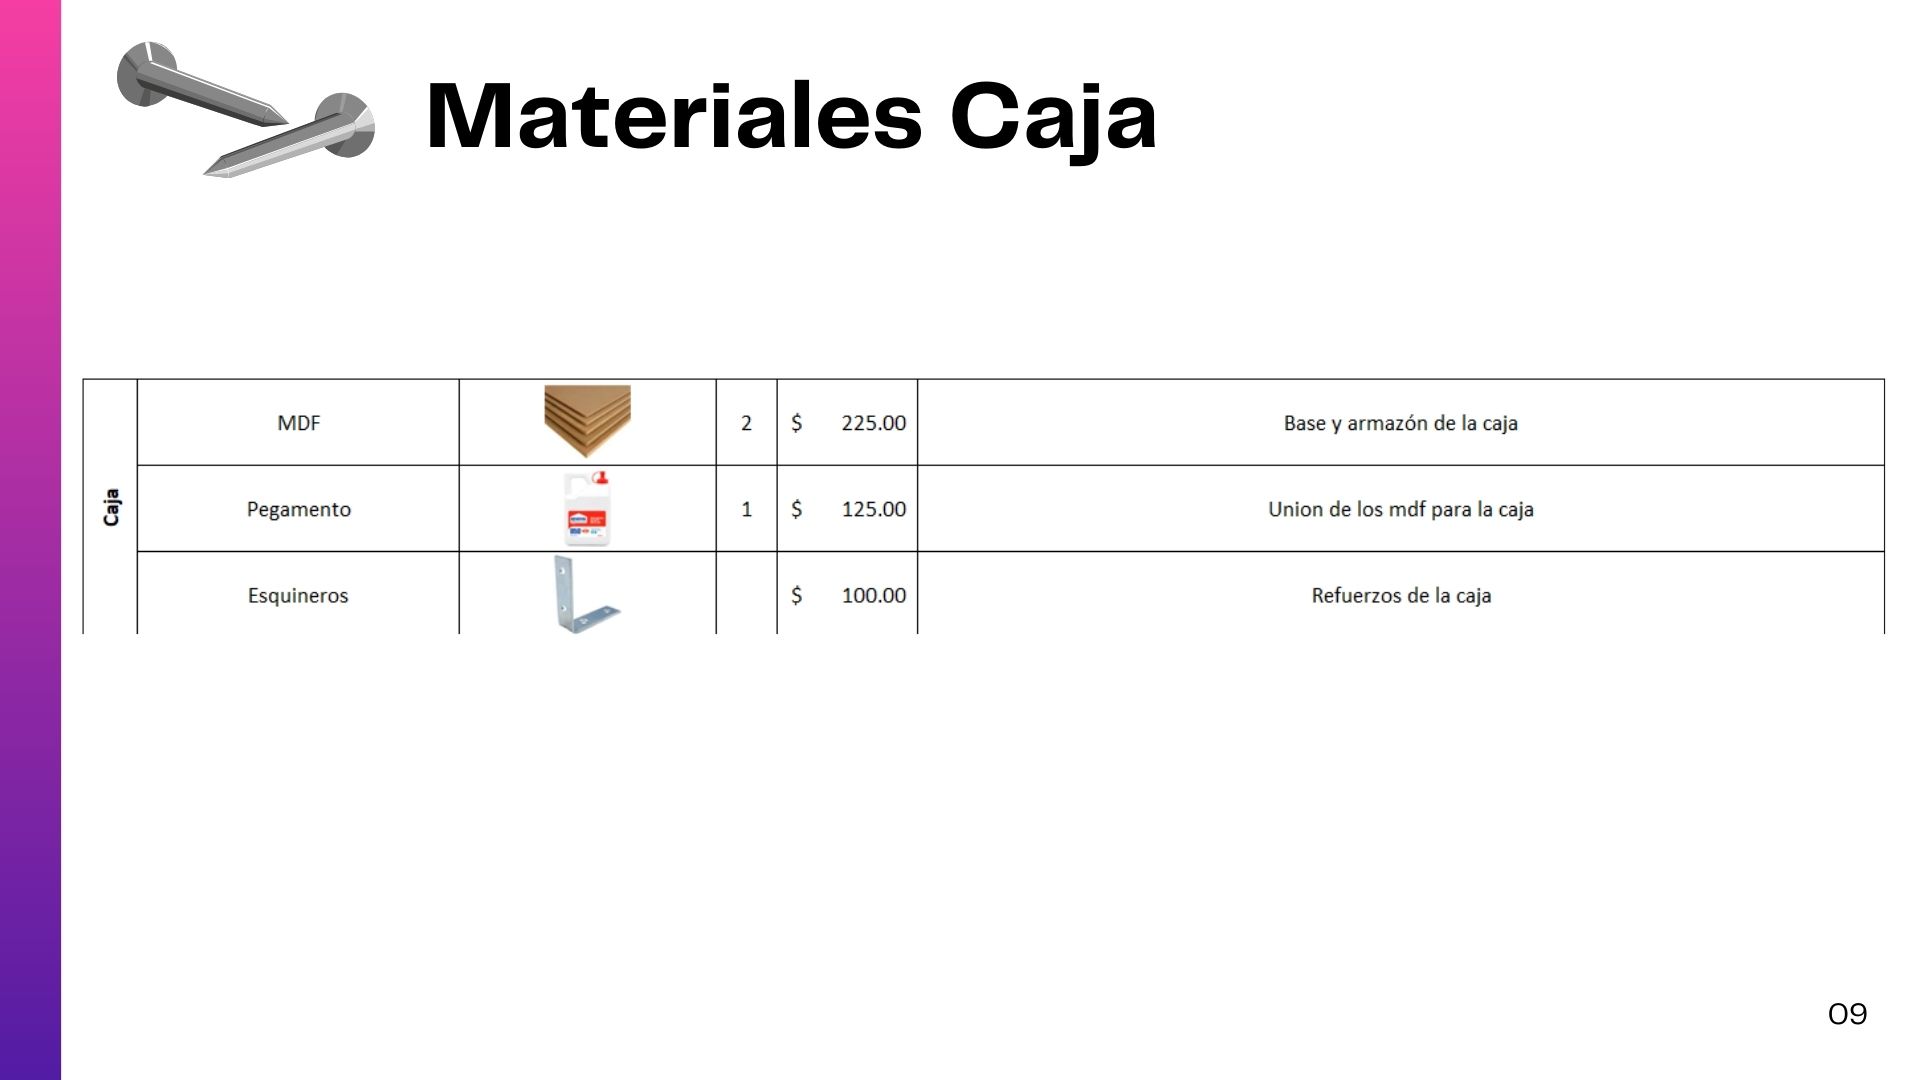 Materiales Caja
Caja
MDF 2 $ 225.00 Base y armazón de la caja
Pegamento 1 $ 125.00 Union de los mdf para la caja
Esquineros $ 100.00 Refuerzos de la caja
09